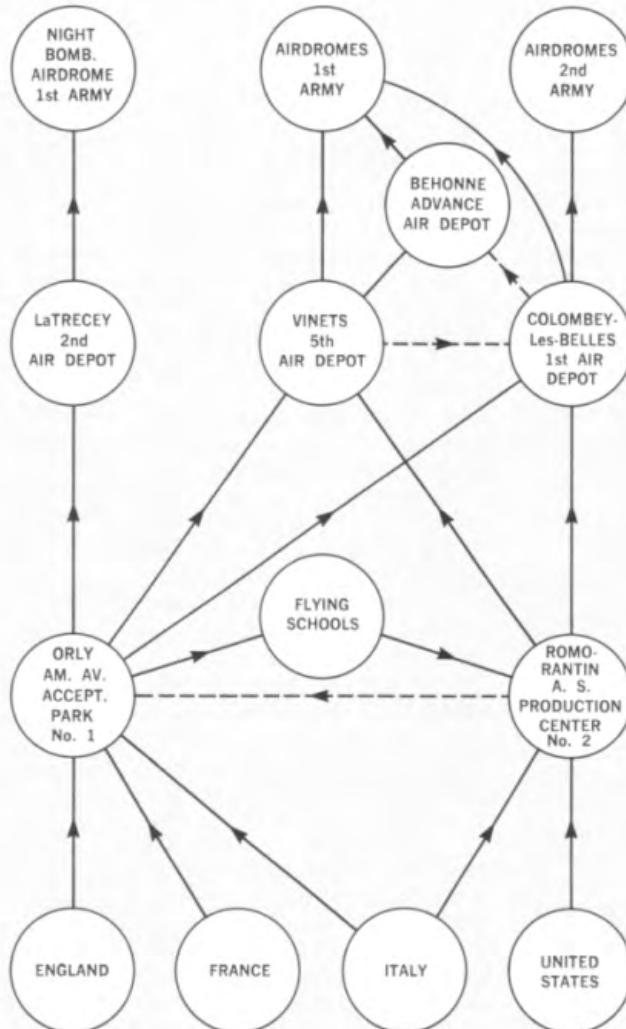 NIGHT
BOMB.
AIRDROME
1st ARMY
AIRDROMES
1st
ARMY
AIRDROMES
2nd
ARMY
BEHONNE
ADVANCE
AIR DEPOT
LaTRECEY
2nd
AIR DEPOT
VINETS
5th
AIR DEPOT
COLOMBEY-
Les-BELLES
1st AIR
DEPOT
FLYING
SCHOOLS
ORLY
AM. AV.
ACCEPT.
PARK
No. 1
ROMO-
RANTIN
A. S.
PRODUCTION
CENTER
No. 2
ENGLAND
FRANCE
ITALY
UNITED
STATES